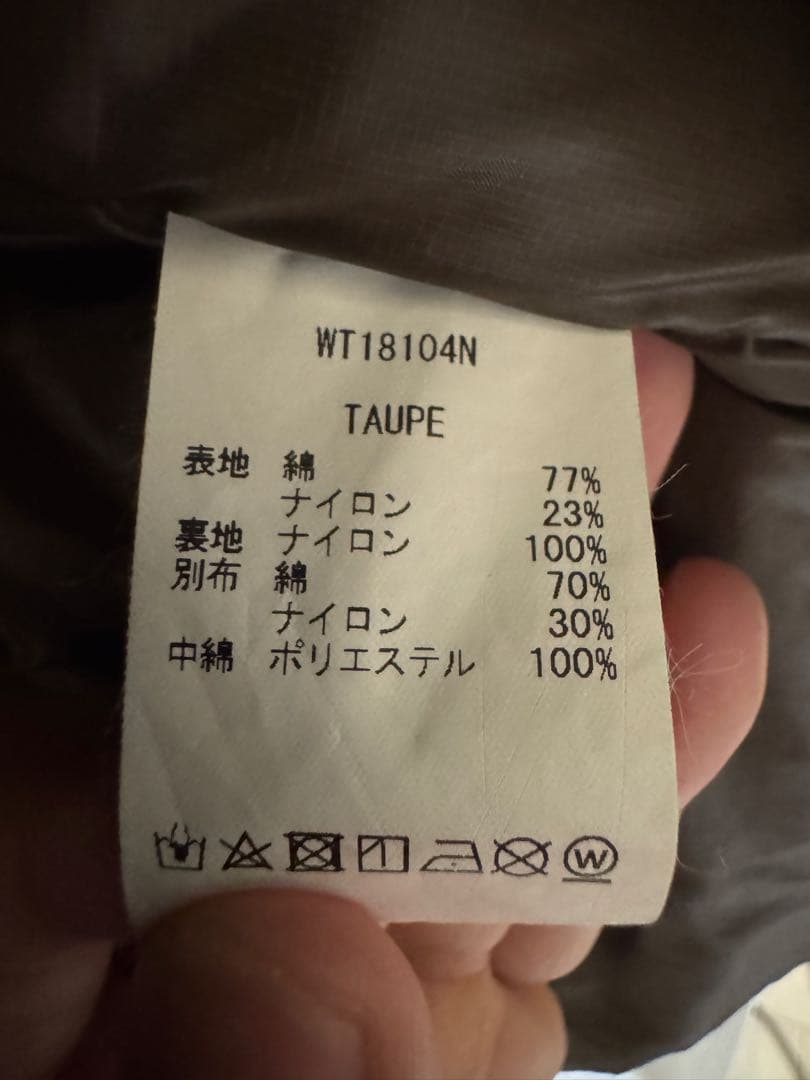 WT18104N
TAUPE
表地 綿 77%
ナイロン 23%
裏地 ナイロン 100%
別布 綿 70%
ナイロン 30%
中綿 ポリエステル 100%
W